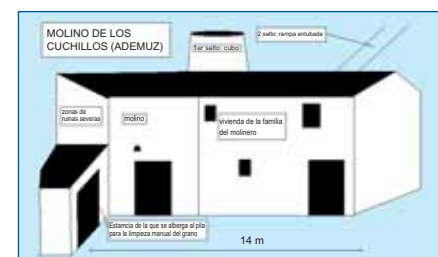 MOLINO DE LOS
CUCHILLOS (ADEMUZ)
2 salto: rampa entubada
1er salto: cubo
zonas de
ruinas severas
molino
vivienda de la familia
del molinero
Estamcia de la que se alberga al pila
para la limpieza manual del grano
14 m